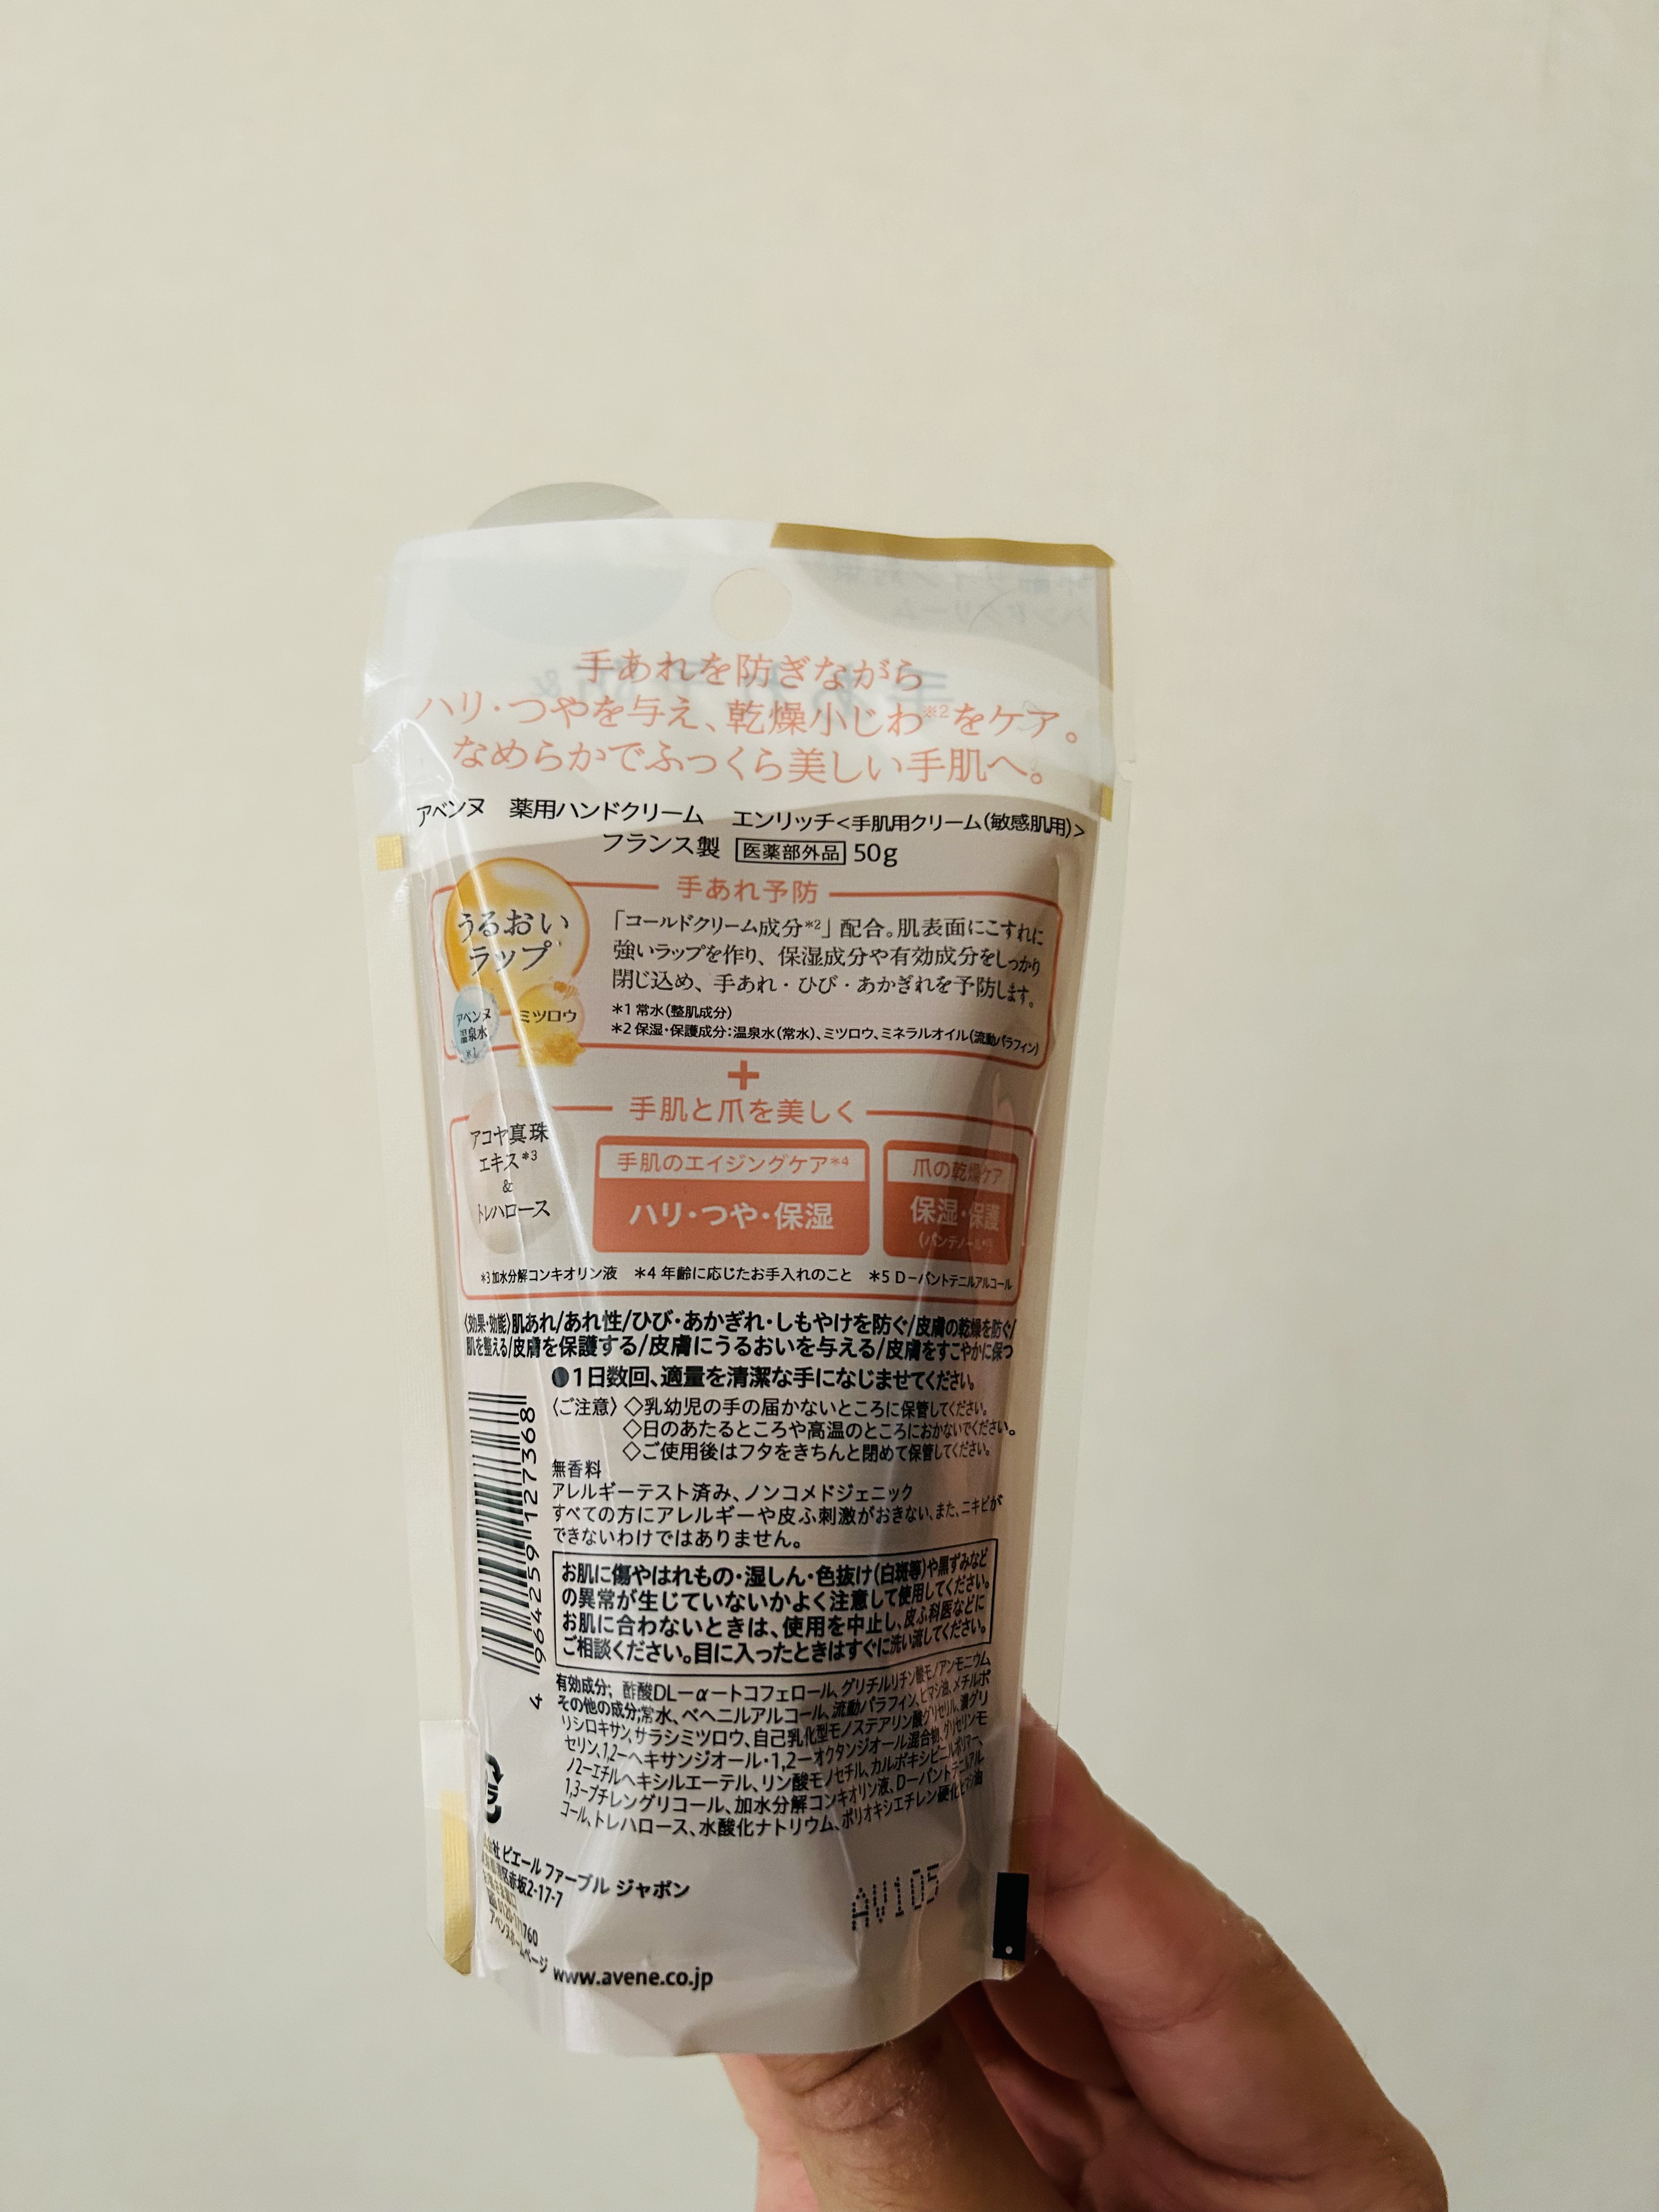 手あれを防ぎながら
ハリ・つやを与え、乾燥小じわ※2をケア。
なめらかでふっくら美しい手肌へ。
アベンヌ 薬用ハンドクリーム エンリッチ<手肌用クリーム(敏感肌用)>
フランス製 医薬部外品 50g
手あれ予防
うるおい
ラップ
アベンヌ
温泉水
※1
ミツロウ
「コールドクリーム成分*2」配合。肌表面にこすれに
強いラップを作り、保湿成分や有効成分をしっかり
閉じ込め、手あれ・ひび・あかぎれを予防します。
*1 常水(整肌成分)
*2 保湿・保護成分:温泉水(常水)、ミツロウ、ミネラルオイル(流動パラフィン)
+
手肌と爪を美しく
アコヤ真珠
エキス*3
&
トレハロース
手肌のエイジングケア*4
ハリ・つや・保湿
爪の乾燥ケア
保湿・保護
(パンテノール*5)
*3 加水分解コンキオリン液 *4 年齢に応じたお手入れのこと *5 D−パントテニルアルコール
〈効果・効能〉肌あれ/あれ性/ひび・あかぎれ・しもやけを防ぐ/皮膚の乾燥を防ぐ/
肌を整える/皮膚を保護する/皮膚にうるおいを与える/皮膚をすこやかに保つ
●1日数回、適量を清潔な手になじませてください。
〈ご注意〉◇乳幼児の手の届かないところに保管してください。
◇日のあたるところや高温のところにおかないでください。
◇ご使用後はフタをきちんと閉めて保管してください。
無香料
アレルギーテスト済み、ノンコメドジェニック
すべての方にアレルギーや皮ふ刺激がおきない、また、ニキビが
できないわけではありません。
お肌に傷やはれもの・湿しん・色抜け(白斑等)や黒ずみなど
の異常が生じていないかよく注意して使用してください。
お肌に合わないときは、使用を中止し、皮ふ科医などに
ご相談ください。目に入ったときはすぐに洗い流してください。
有効成分;酢酸DL−α−トコフェロール、グリチルリチン酸モノアンモニウム
その他の成分;常水、ベヘニルアルコール、流動パラフィン、ヒマシ油、メチルポ
リシロキサン、サラシミツロウ、自己乳化型モノステアリン酸グリセリル、濃グリ
セリン、1,2−ヘキサンジオール・1,2−オクタンジオール混合物、グリセリンモ
ノ2−エチルヘキシルエーテル、リン酸モノセチル、カルボキシビニルポリマー、
1,3−ブチレングリコール、加水分解コンキオリン液、D−パントテニルアル
コール、トレハロース、水酸化ナトリウム、ポリオキシエチレン硬化ヒマシ油
4 964259 127368
ピエール ファーブル ジャポン
区赤坂2-17-7
アベンヌホームページ www.avene.co.jp
AV105